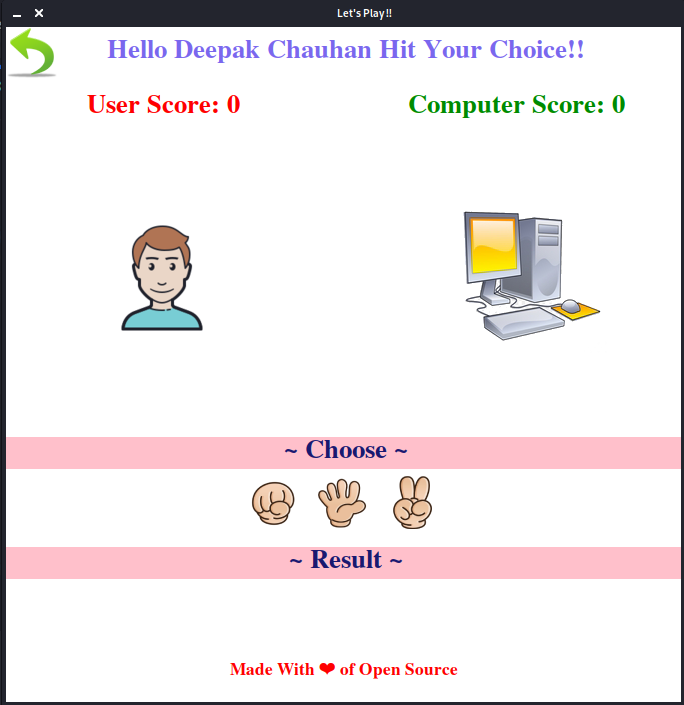 Let's Play!!
Hello Deepak Chauhan Hit Your Choice!!
User Score: 0
Computer Score: 0
~ Choose ~
~ Result ~
Made With ❤ of Open Source